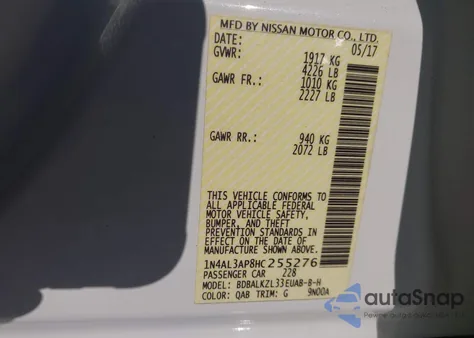 MFD BY NISSAN MOTOR CO., LTD.
DATE: 05/17
GVWR: 1917 KG
4226 LB
GAWR FR.: 1010 KG
2227 LB
GAWR RR.: 940 KG
2072 LB
THIS VEHICLE CONFORMS TO
ALL APPLICABLE FEDERAL
MOTOR VEHICLE SAFETY,
BUMPER, AND THEFT
PREVENTION STANDARDS IN
EFFECT ON THE DATE OF
MANUFACTURE SHOWN ABOVE.
1N4AL3AP8HC255276
PASSENGER CAR 228
MODEL: BDBALKZL33EUAB-B-H
COLOR: QAB TRIM: G 9N00A
autoSnap